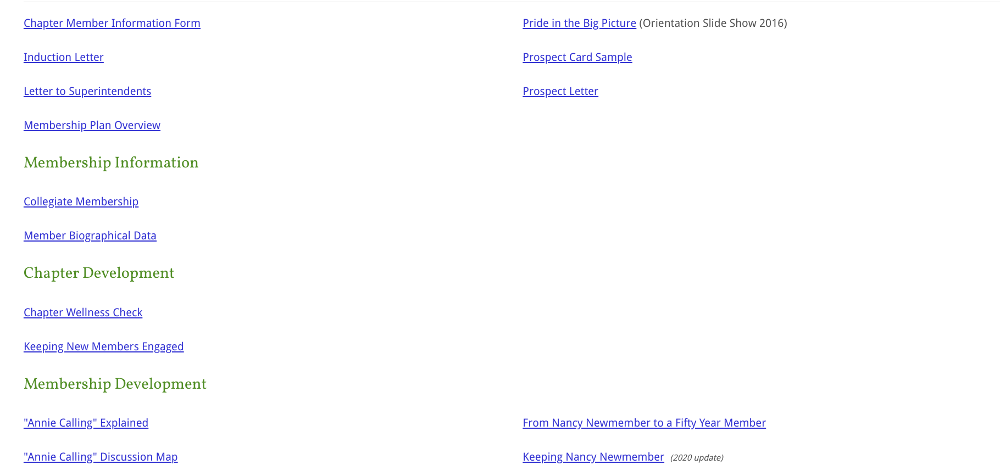 Chapter Member Information Form
Pride in the Big Picture (Orientation Slide Show 2016)
Induction Letter
Prospect Card Sample
Letter to Superintendents
Prospect Letter
Membership Plan Overview
Membership Information
Collegiate Membership
Member Biographical Data
Chapter Development
Chapter Wellness Check
Keeping New Members Engaged
Membership Development
"Annie Calling" Explained
From Nancy Newmember to a Fifty Year Member
"Annie Calling" Discussion Map
Keeping Nancy Newmember (2020 update)